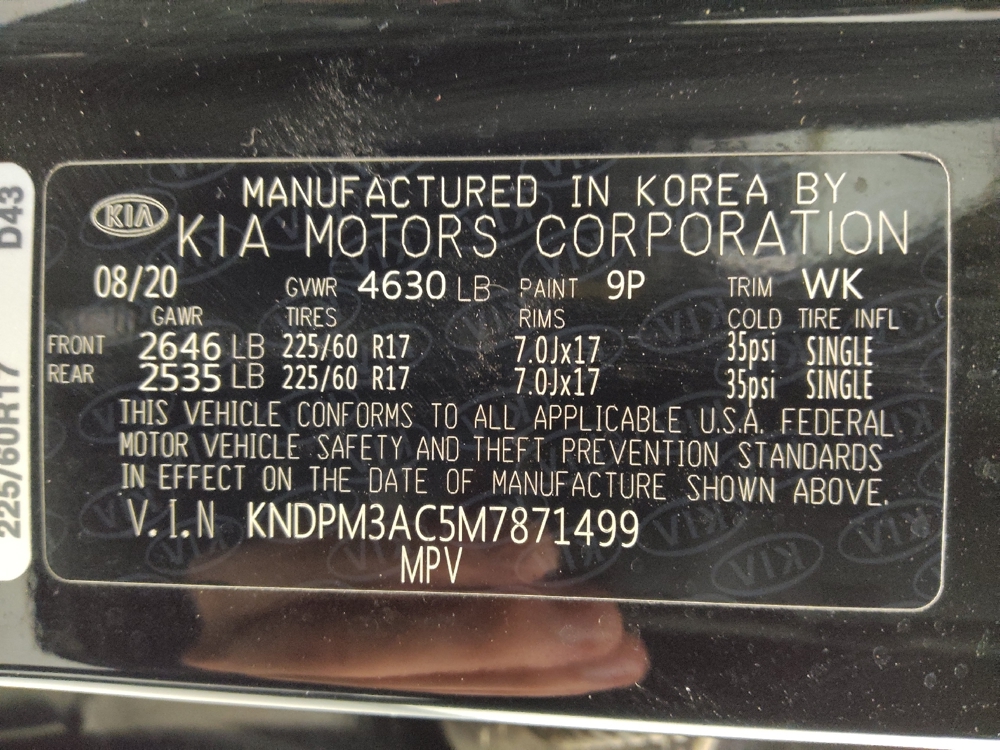 225/60R17 D43
KIA
MANUFACTURED IN KOREA BY
KIA MOTORS CORPORATION
08/20 GVWR 4630 LB PAINT 9P TRIM WK
GAWR TIRES RIMS COLD TIRE INFL
FRONT 2646 LB 225/60 R17 7.0Jx17 35psi SINGLE
REAR 2535 LB 225/60 R17 7.0Jx17 35psi SINGLE
THIS VEHICLE CONFORMS TO ALL APPLICABLE U.S.A. FEDERAL
MOTOR VEHICLE SAFETY AND THEFT PREVENTION STANDARDS
IN EFFECT ON THE DATE OF MANUFACTURE SHOWN ABOVE.
V.I.N KNDPM3AC5M7871499
MPV